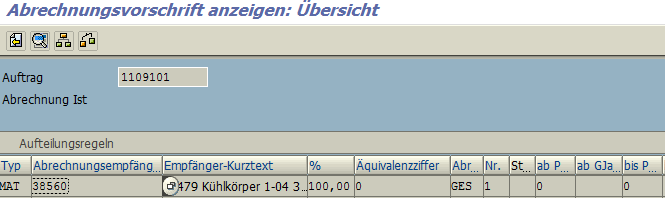 Abrechnungsvorschrift anzeigen: Übersicht
Auftrag 1109101
Abrechnung Ist
Aufteilungsregeln
Typ Abrechnungsempfäng... Empfänger-Kurztext % Äquivalenzziffer Abr... Nr. St... ab P... ab GJa... bis P...
MAT 38560 479 Kühlkörper 1-04 3... 100,00 0 GES 1 0 0 0